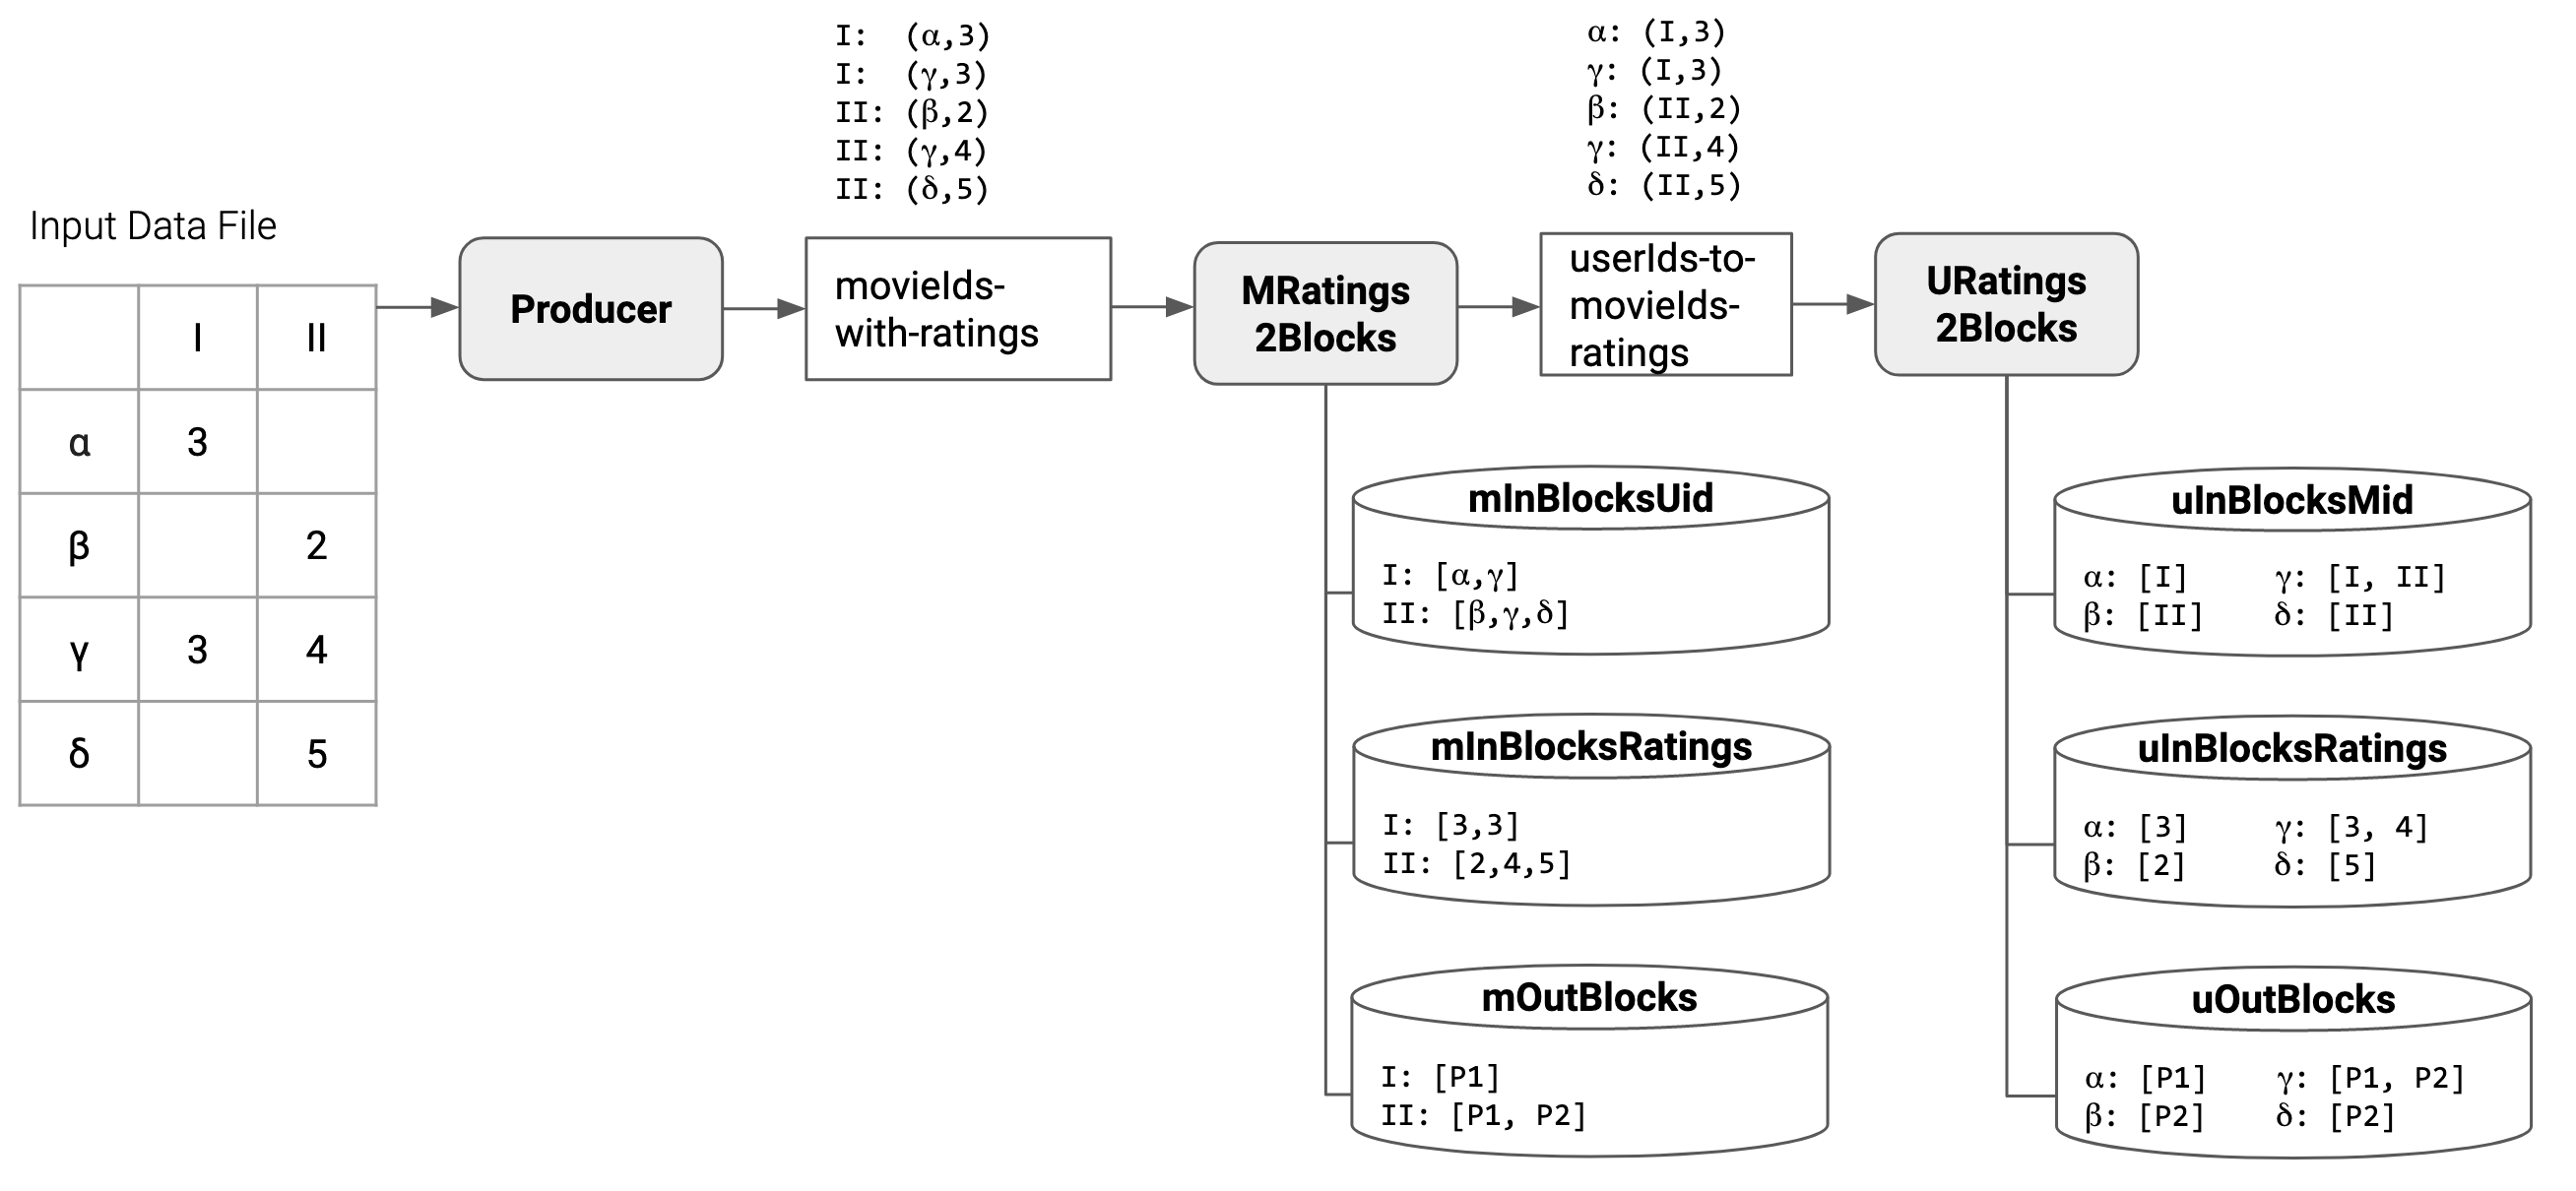 I:  (α,3)
I:  (γ,3)
II: (β,2)
II: (γ,4)
II: (δ,5)
α: (I,3)
γ: (I,3)
β: (II,2)
γ: (II,4)
δ: (II,5)
Input Data File
I II
α 3
β 2
γ 3 4
δ 5
Producer
movieIds-
with-ratings
MRatings
2Blocks
userIds-to-
movieIds-
ratings
URatings
2Blocks
mInBlocksUid
I: [α,γ]
II: [β,γ,δ]
mInBlocksRatings
I: [3,3]
II: [2,4,5]
mOutBlocks
I: [P1]
II: [P1, P2]
uInBlocksMid
α: [I] γ: [I, II]
β: [II] δ: [II]
uInBlocksRatings
α: [3] γ: [3, 4]
β: [2] δ: [5]
uOutBlocks
α: [P1] γ: [P1, P2]
β: [P2] δ: [P2]